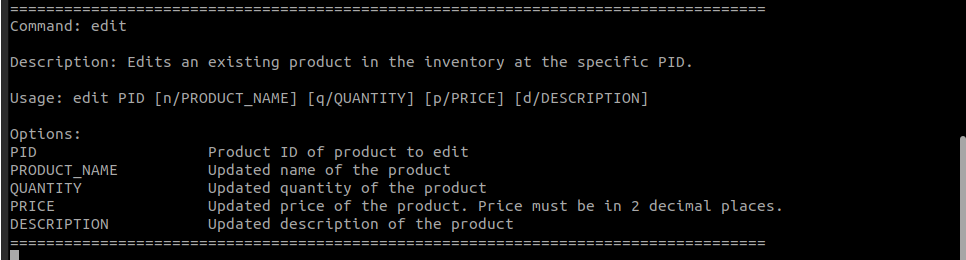 ====================================================================================
Command: edit
Description: Edits an existing product in the inventory at the specific PID.
Usage: edit PID [n/PRODUCT_NAME] [q/QUANTITY] [p/PRICE] [d/DESCRIPTION]
Options:
PID                   Product ID of product to edit
PRODUCT_NAME          Updated name of the product
QUANTITY              Updated quantity of the product
PRICE                 Updated price of the product. Price must be in 2 decimal places.
DESCRIPTION           Updated description of the product
====================================================================================